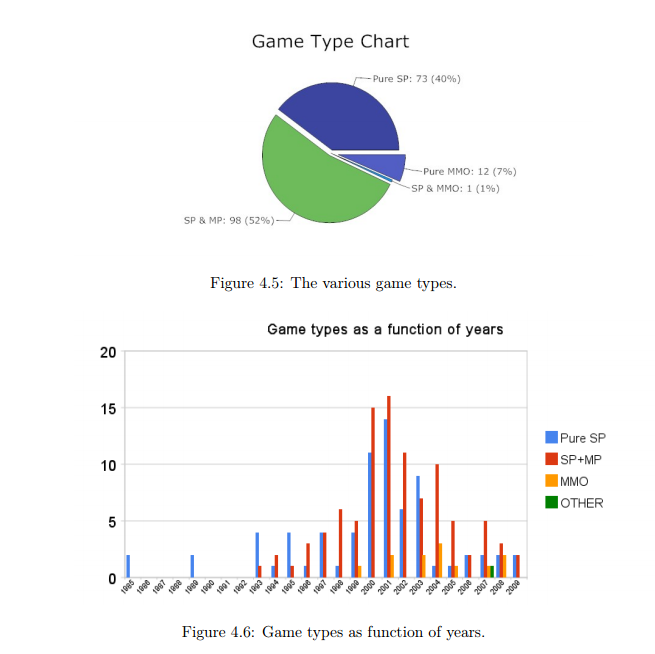 Game Type Chart
Pure SP: 73 (40%)
Pure MMO: 12 (7%)
SP & MMO: 1 (1%)
SP & MP: 98 (52%)
Figure 4.5: The various game types.
Game types as a function of years
20
15
10
5
0
Pure SP
SP+MP
MMO
OTHER
1985 1986 1987 1988 1989 1990 1991 1992 1993 1994 1995 1996 1997 1998 1999 2000 2001 2002 2003 2004 2005 2006 2007 2008 2009
Figure 4.6: Game types as function of years.